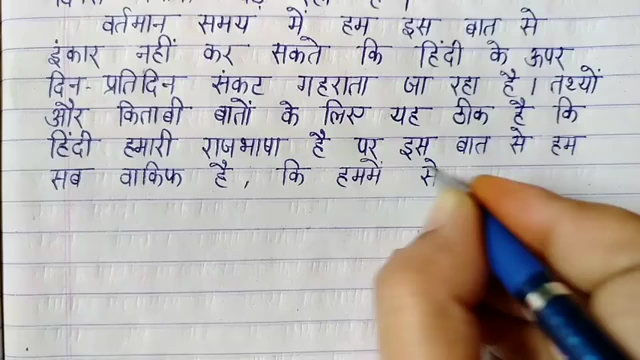 वर्तमान समय में हम इस बात से
इंकार नहीं कर सकते कि हिंदी के ऊपर
दिन-प्रतिदिन संकट गहराता जा रहा है। तथ्यों
और किताबी बातों के लिए यह ठीक है कि
हिंदी हमारी राजभाषा है पर इस बात से हम
सब वाकिफ है, कि हममें से